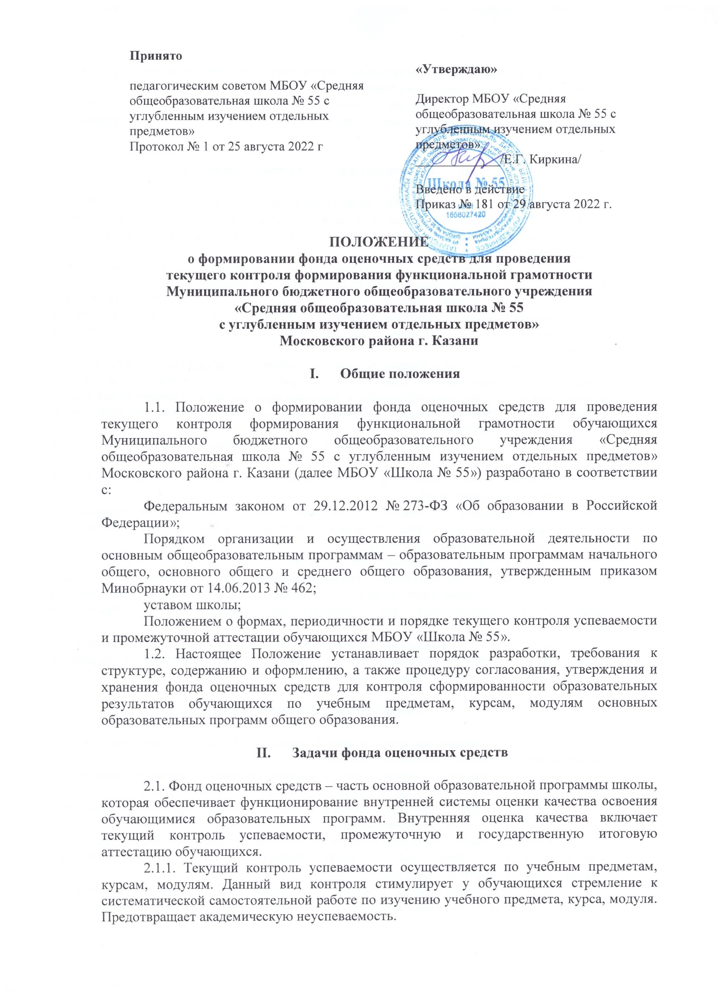 Принято
педагогическим советом МБОУ «Средняя
общеобразовательная школа № 55 с
углубленным изучением отдельных
предметов»
Протокол № 1 от 25 августа 2022 г
«Утверждаю»
Директор МБОУ «Средняя
общеобразовательная школа № 55 с
углубленным изучением отдельных
предметов»
/Е.Г. Киркина/
Введено в действие
Приказ № 181 от 29 августа 2022 г.
Школа № 55
ИНН
1658027420
ПОЛОЖЕНИЕ
о формировании фонда оценочных средств для проведения
текущего контроля формирования функциональной грамотности
Муниципального бюджетного общеобразовательного учреждения
«Средняя общеобразовательная школа № 55
с углубленным изучением отдельных предметов»
Московского района г. Казани
I. Общие положения
1.1. Положение о формировании фонда оценочных средств для проведения
текущего контроля формирования функциональной грамотности обучающихся
Муниципального бюджетного общеобразовательного учреждения «Средняя
общеобразовательная школа № 55 с углубленным изучением отдельных предметов»
Московского района г. Казани (далее МБОУ «Школа № 55») разработано в соответствии
с:
Федеральным законом от 29.12.2012 № 273-ФЗ «Об образовании в Российской
Федерации»;
Порядком организации и осуществления образовательной деятельности по
основным общеобразовательным программам – образовательным программам начального
общего, основного общего и среднего общего образования, утвержденным приказом
Минобрнауки от 14.06.2013 № 462;
уставом школы;
Положением о формах, периодичности и порядке текущего контроля успеваемости
и промежуточной аттестации обучающихся МБОУ «Школа № 55».
1.2. Настоящее Положение устанавливает порядок разработки, требования к
структуре, содержанию и оформлению, а также процедуру согласования, утверждения и
хранения фонда оценочных средств для контроля сформированности образовательных
результатов обучающихся по учебным предметам, курсам, модулям основных
образовательных программ общего образования.
II. Задачи фонда оценочных средств
2.1. Фонд оценочных средств – часть основной образовательной программы школы,
которая обеспечивает функционирование внутренней системы оценки качества освоения
обучающимися образовательных программ. Внутренняя оценка качества включает
текущий контроль успеваемости, промежуточную и государственную итоговую
аттестацию обучающихся.
2.1.1. Текущий контроль успеваемости осуществляется по учебным предметам,
курсам, модулям. Данный вид контроля стимулирует у обучающихся стремление к
систематической самостоятельной работе по изучению учебного предмета, курса, модуля.
Предотвращает академическую неуспеваемость.